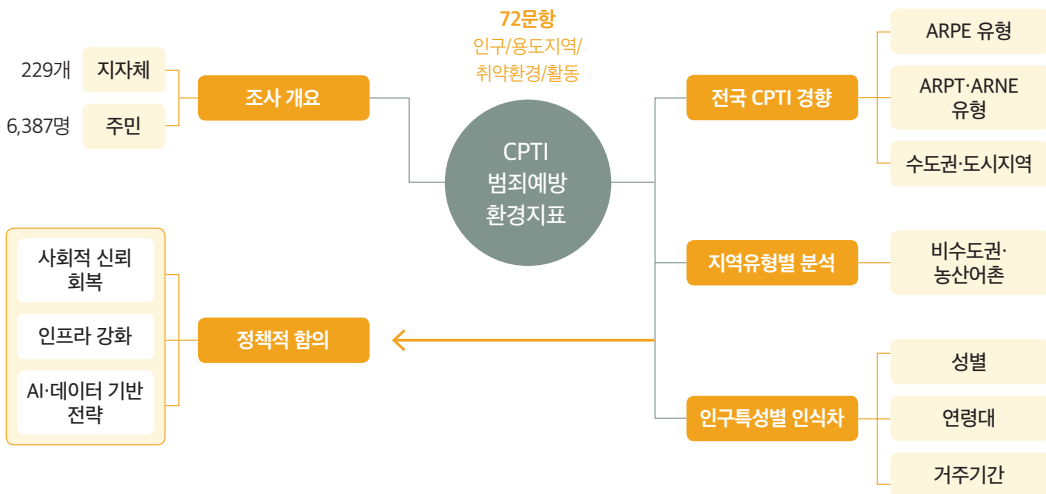 72문항
인구/용도지역/
취약환경/활동
229개 지자체
6,387명 주민
조사 개요
CPTI
범죄예방
환경지표
전국 CPTI 경향
ARPE 유형
ARPT·ARNE
유형
수도권·도시지역
지역유형별 분석
비수도권·
농산어촌
인구특성별 인식차
성별
연령대
거주기간
정책적 함의
사회적 신뢰
회복
인프라 강화
AI·데이터 기반
전략